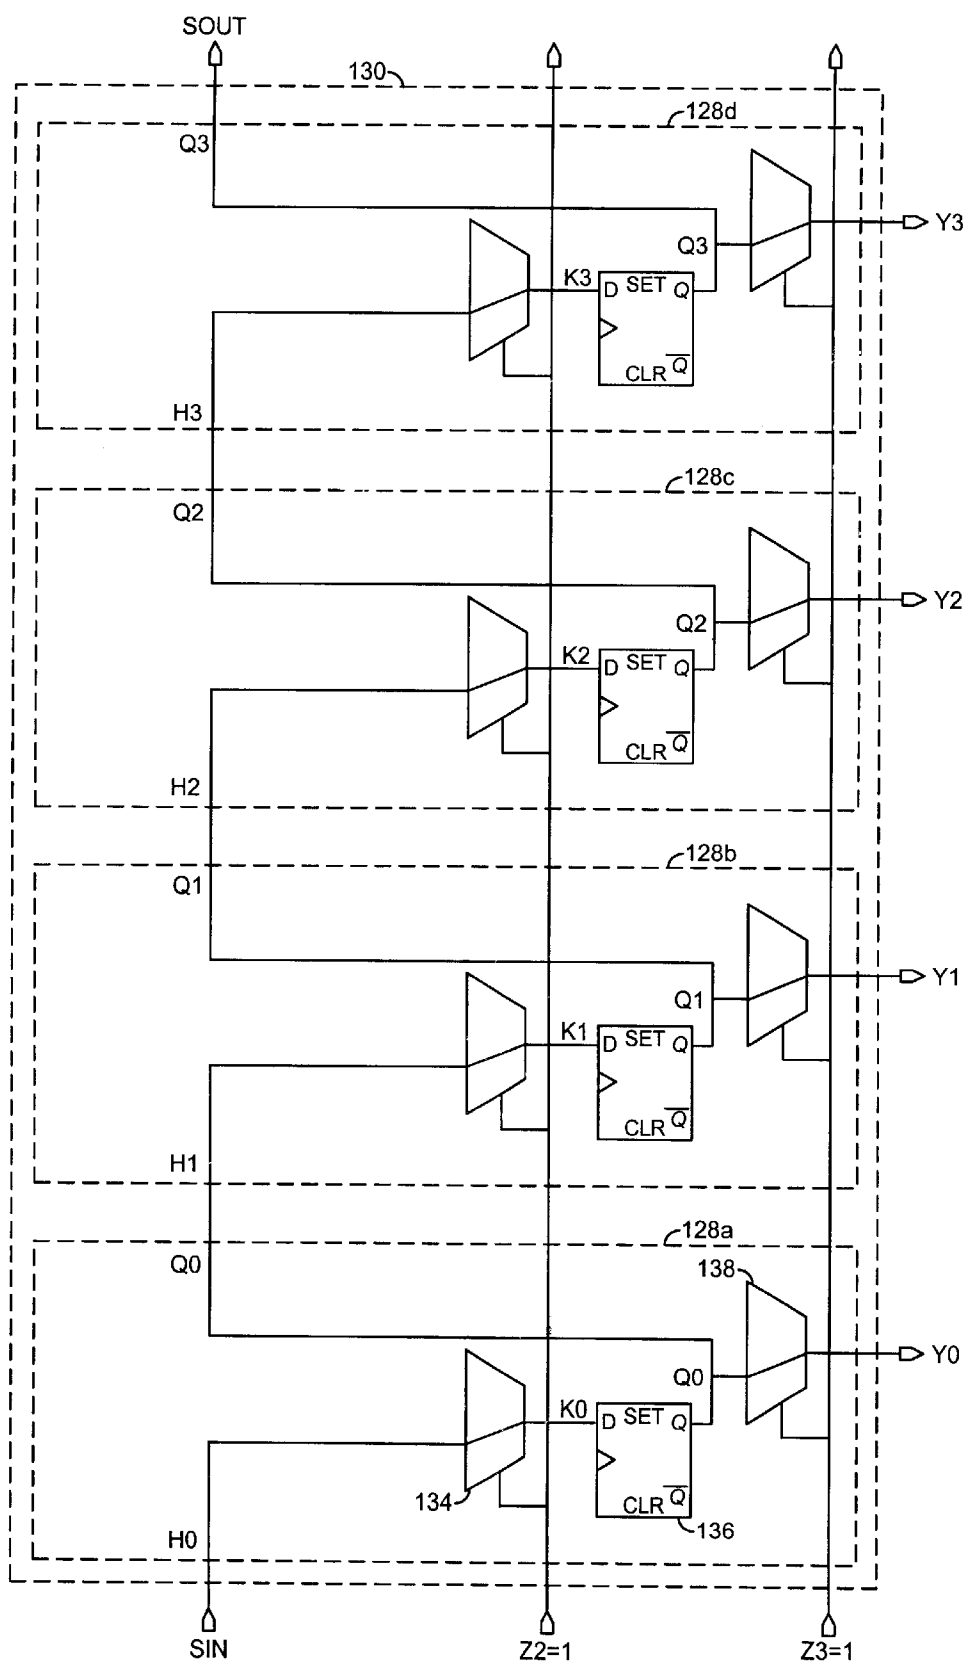 SOUT
130
128d
Q3
Y3
Q3
K3
D SET Q
CLR Q̅
H3
128c
Q2
Y2
Q2
K2
D SET Q
CLR Q̅
H2
128b
Q1
Y1
Q1
K1
D SET Q
CLR Q̅
H1
128a
Q0
138
Y0
Q0
K0
D SET Q
134
CLR Q̅
136
H0
SIN
Z2=1
Z3=1